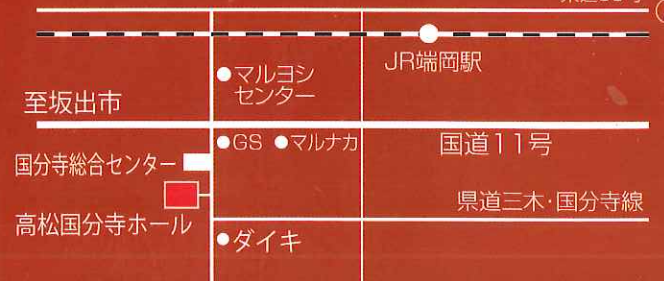 JR端岡駅
●マルヨシ
センター
至坂出市
●GS ●マルナカ
国道11号
国分寺総合センター
県道三木・国分寺線
高松国分寺ホール
●ダイキ